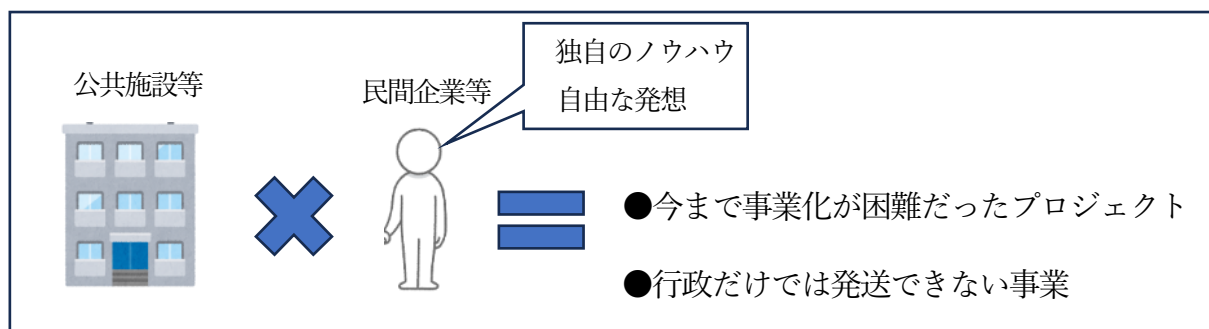 独自のノウハウ
自由な発想
公共施設等
民間企業等
●今まで事業化が困難だったプロジェクト
●行政だけでは発送できない事業